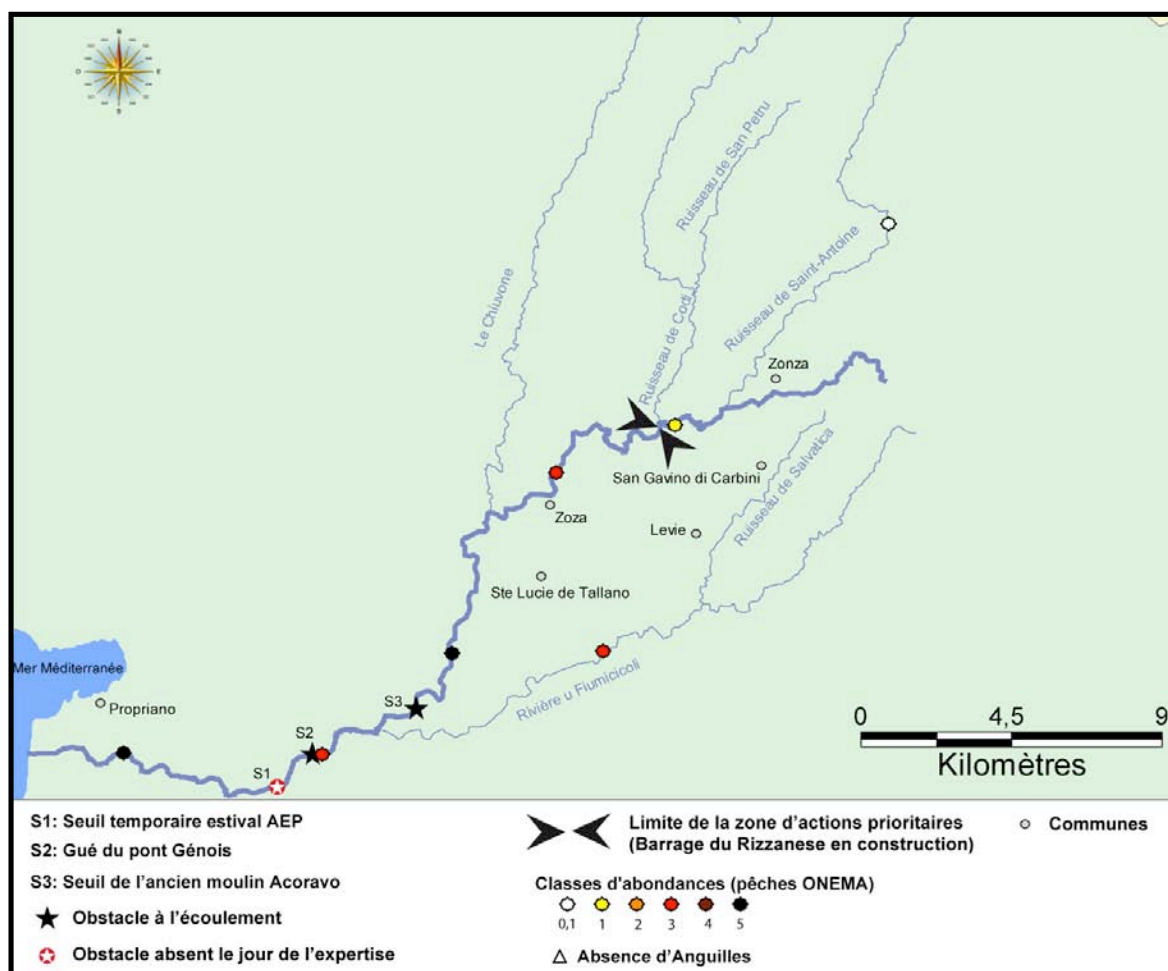 N
O
E
S
Le Chiuvone
Ruisseau de San Petru
Ruisseau de Codi
Ruisseau de Saint-Antoine
Zonza
San Gavino di Carbini
Ruisseau de Salvatica
Zoza
Levie
Ste Lucie de Tallano
Rivière u Fiumicicoli
Mer Méditerranée
Propriano
S3
S2
S1
0 4,5 9
Kilomètres
S1: Seuil temporaire estival AEP
S2: Gué du pont Génois
S3: Seuil de l'ancien moulin Acoravo
Obstacle à l'écoulement
Obstacle absent le jour de l'expertise
Limite de la zone d'actions prioritaires
(Barrage du Rizzanese en construction)
Communes
Classes d'abondances (pêches ONEMA)
0,1 1 2 3 4 5
Absence d'Anguilles